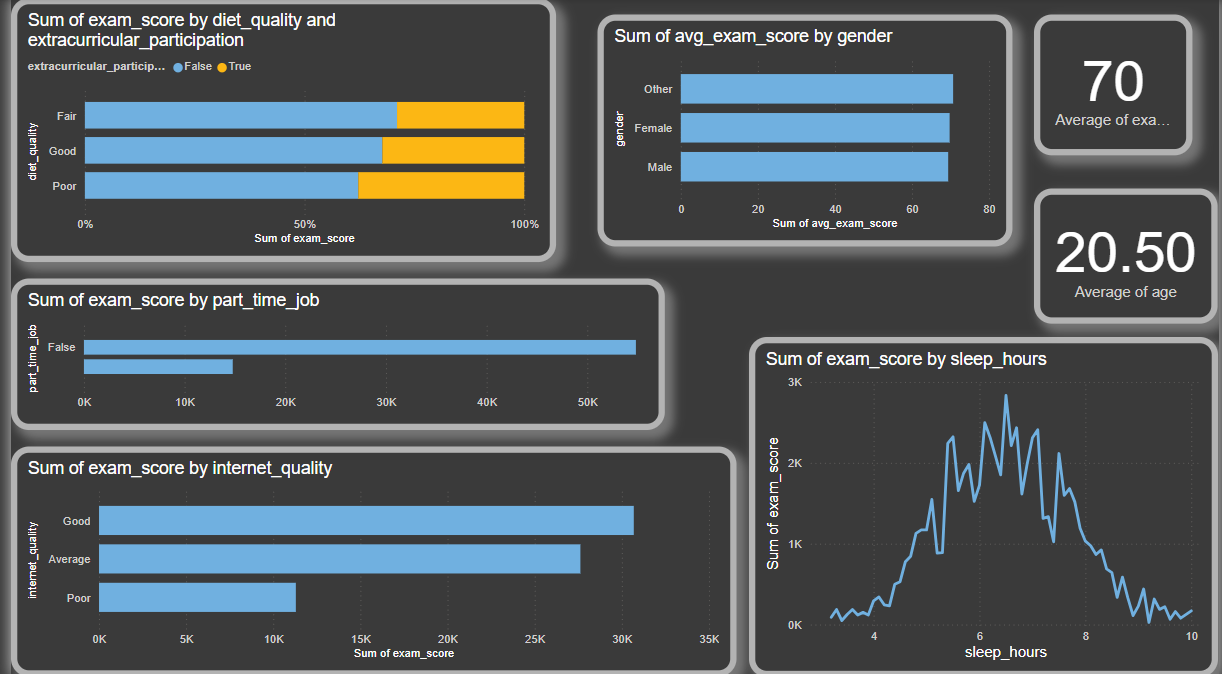 Sum of exam_score by diet_quality and
extracurricular_participation
extracurricular_particip... False True
diet_quality
Fair
Good
Poor
0% 50% 100%
Sum of exam_score
Sum of avg_exam_score by gender
gender
Other
Female
Male
0 20 40 60 80
Sum of avg_exam_score
70
Average of exa...
20.50
Average of age
Sum of exam_score by part_time_job
part_time_job
False
0K 10K 20K 30K 40K 50K
Sum of exam_score by internet_quality
internet_quality
Good
Average
Poor
0K 5K 10K 15K 20K 25K 30K 35K
Sum of exam_score
Sum of exam_score by sleep_hours
Sum of exam_score
3K
2K
1K
0K
4 6 8 10
sleep_hours